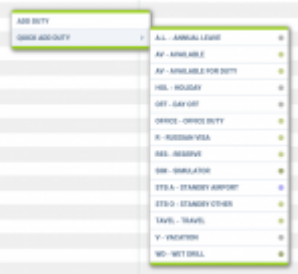 ADD DUTY
QUICK ADD DUTY
A/L - ANNUAL LEAVE
AV - AVAILABLE
AV - AVAILABLE FOR DUTY
HOL - HOLIDAY
OFF - DAY OFF
OFFICE - OFFICE DUTY
R - RUSSIAN VISA
RES - RESERVE
SIM - SIMULATOR
STD A - STANDBY AIRPORT
STD O - STANDBY OTHER
TAVEL - TRAVEL
V - VACATION
WD - WET DRILL